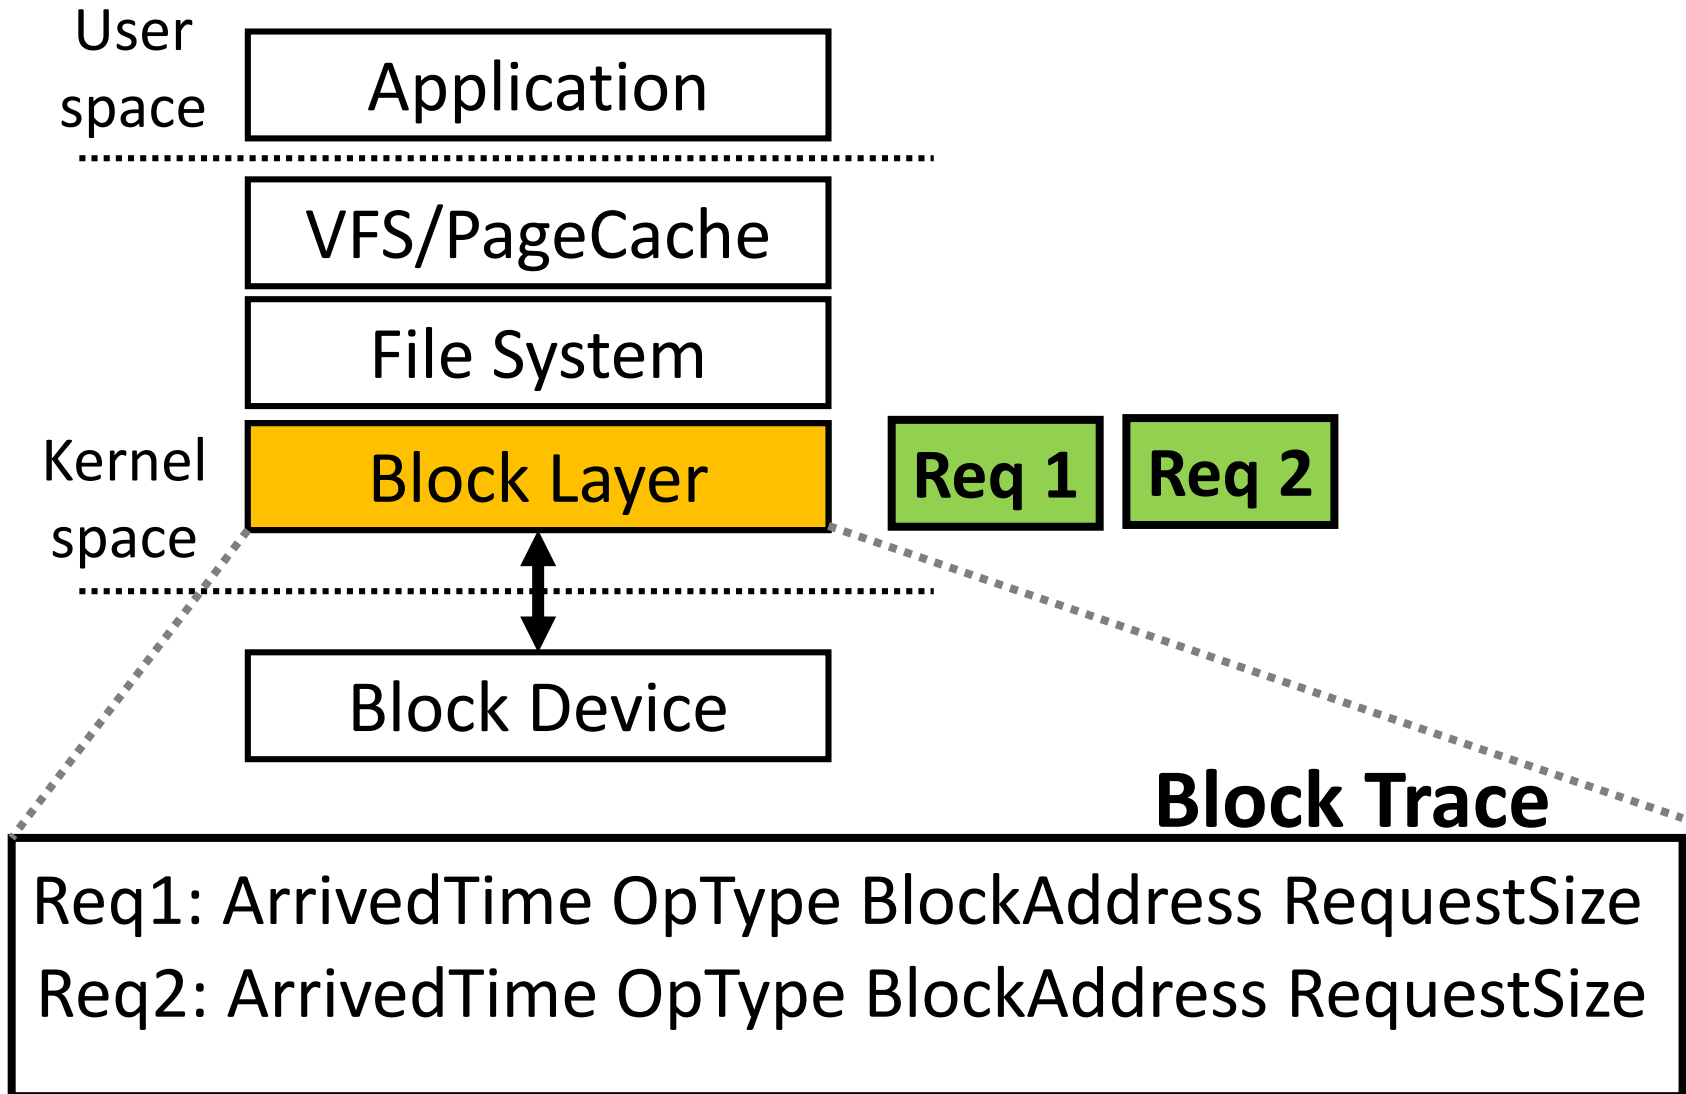 User
space
Application
VFS/PageCache
File System
Kernel
space
Block Layer
Req 1
Req 2
Block Device
Block Trace
Req1: ArrivedTime OpType BlockAddress RequestSize
Req2: ArrivedTime OpType BlockAddress RequestSize